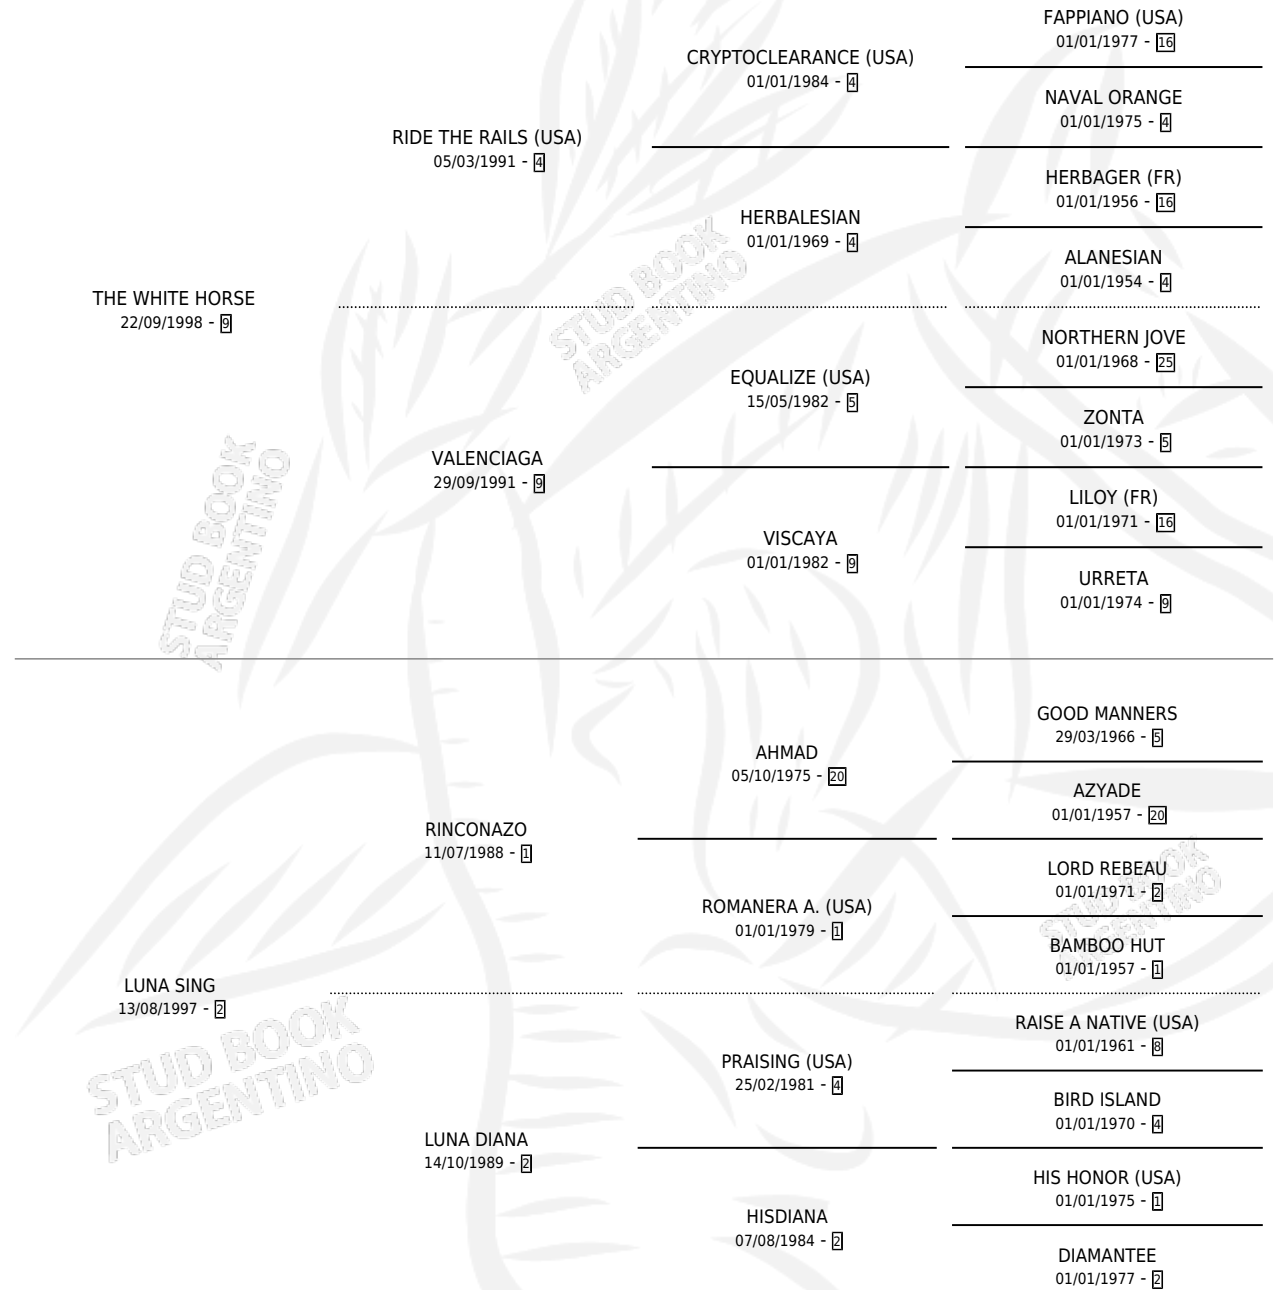 FAPPIANO (USA)
01/01/1977 - 16
CRYPTOCLEARANCE (USA)
01/01/1984 - 4
NAVAL ORANGE
01/01/1975 - 4
RIDE THE RAILS (USA)
05/03/1991 - 4
HERBAGER (FR)
01/01/1956 - 16
HERBALESIAN
01/01/1969 - 4
ALANESIAN
01/01/1954 - 4
THE WHITE HORSE
22/09/1998 - 9
NORTHERN JOVE
01/01/1968 - 25
EQUALIZE (USA)
15/05/1982 - 5
ZONTA
01/01/1973 - 5
VALENCIAGA
29/09/1991 - 9
LILOY (FR)
01/01/1971 - 16
VISCAYA
01/01/1982 - 9
URRETA
01/01/1974 - 9
STUD BOOK
ARGENTINO
STUD BOOK
ARGENTINO
GOOD MANNERS
29/03/1966 - 5
AHMAD
05/10/1975 - 20
AZYADE
01/01/1957 - 20
RINCONAZO
11/07/1988 - 1
LORD REBEAU
01/01/1971 - 2
ROMANERA A. (USA)
01/01/1979 - 1
BAMBOO HUT
01/01/1957 - 1
LUNA SING
13/08/1997 - 2
RAISE A NATIVE (USA)
01/01/1961 - 8
PRAISING (USA)
25/02/1981 - 4
BIRD ISLAND
01/01/1970 - 4
LUNA DIANA
14/10/1989 - 2
HIS HONOR (USA)
01/01/1975 - 1
HISDIANA
07/08/1984 - 2
DIAMANTEE
01/01/1977 - 2
STUD BOOK
ARGENTINO
STUD BOOK
ARGENTINO